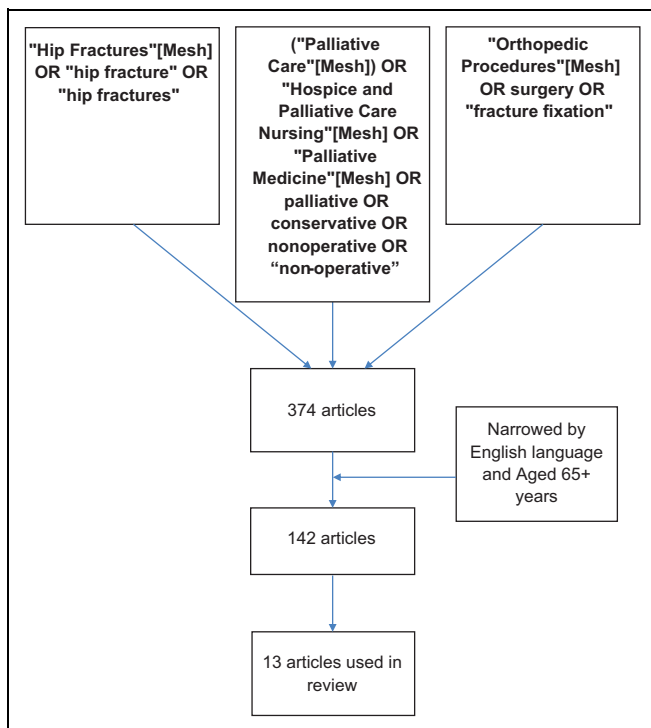 "Hip Fractures"[Mesh]
OR "hip fracture" OR
"hip fractures"
("Palliative
Care"[Mesh]) OR
"Hospice and
Palliative Care
Nursing"[Mesh] OR
"Palliative
Medicine"[Mesh] OR
palliative OR
conservative OR
nonoperative OR
“non-operative”
"Orthopedic
Procedures"[Mesh]
OR surgery OR
"fracture fixation"
374 articles
Narrowed by
English language
and Aged 65+
years
142 articles
13 articles used in
review